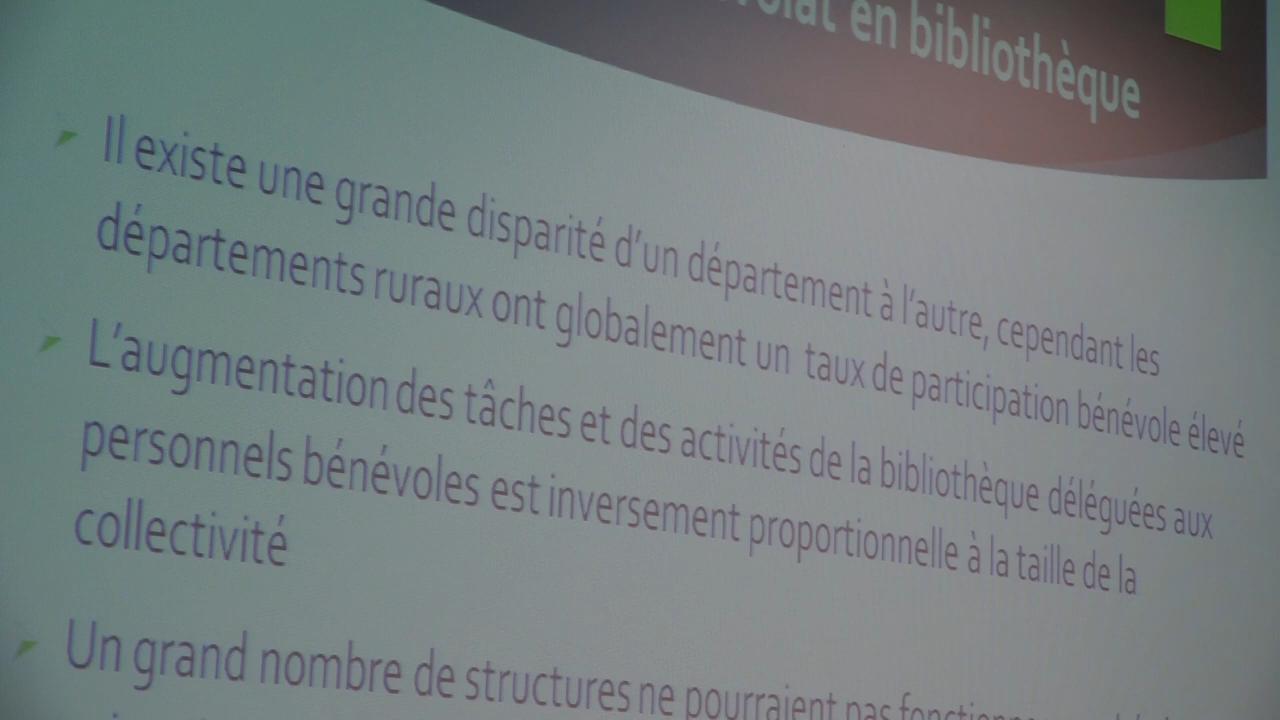 en bibliothèque
Il existe une grande disparité d'un département à l'autre, cependant les
départements ruraux ont globalement un taux de participation bénévole élevé
L'augmentation des tâches et des activités de la bibliothèque déléguées aux
personnels bénévoles est inversement proportionnelle à la taille de la
collectivité
Un grand nombre de structures ne pourraient pas